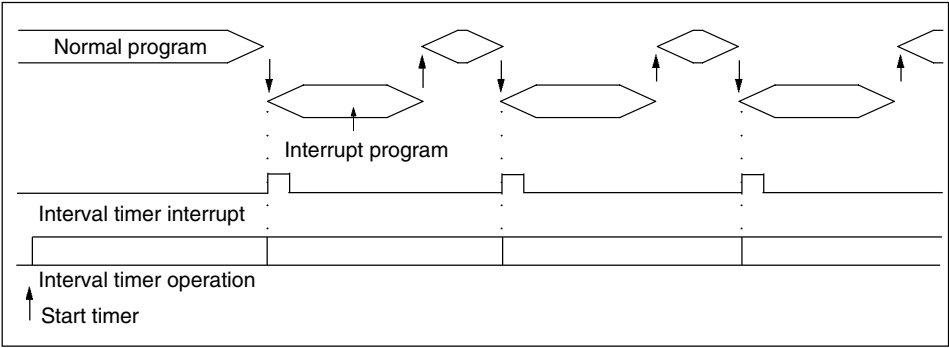 Normal program
Interrupt program
Interval timer interrupt
Interval timer operation
Start timer